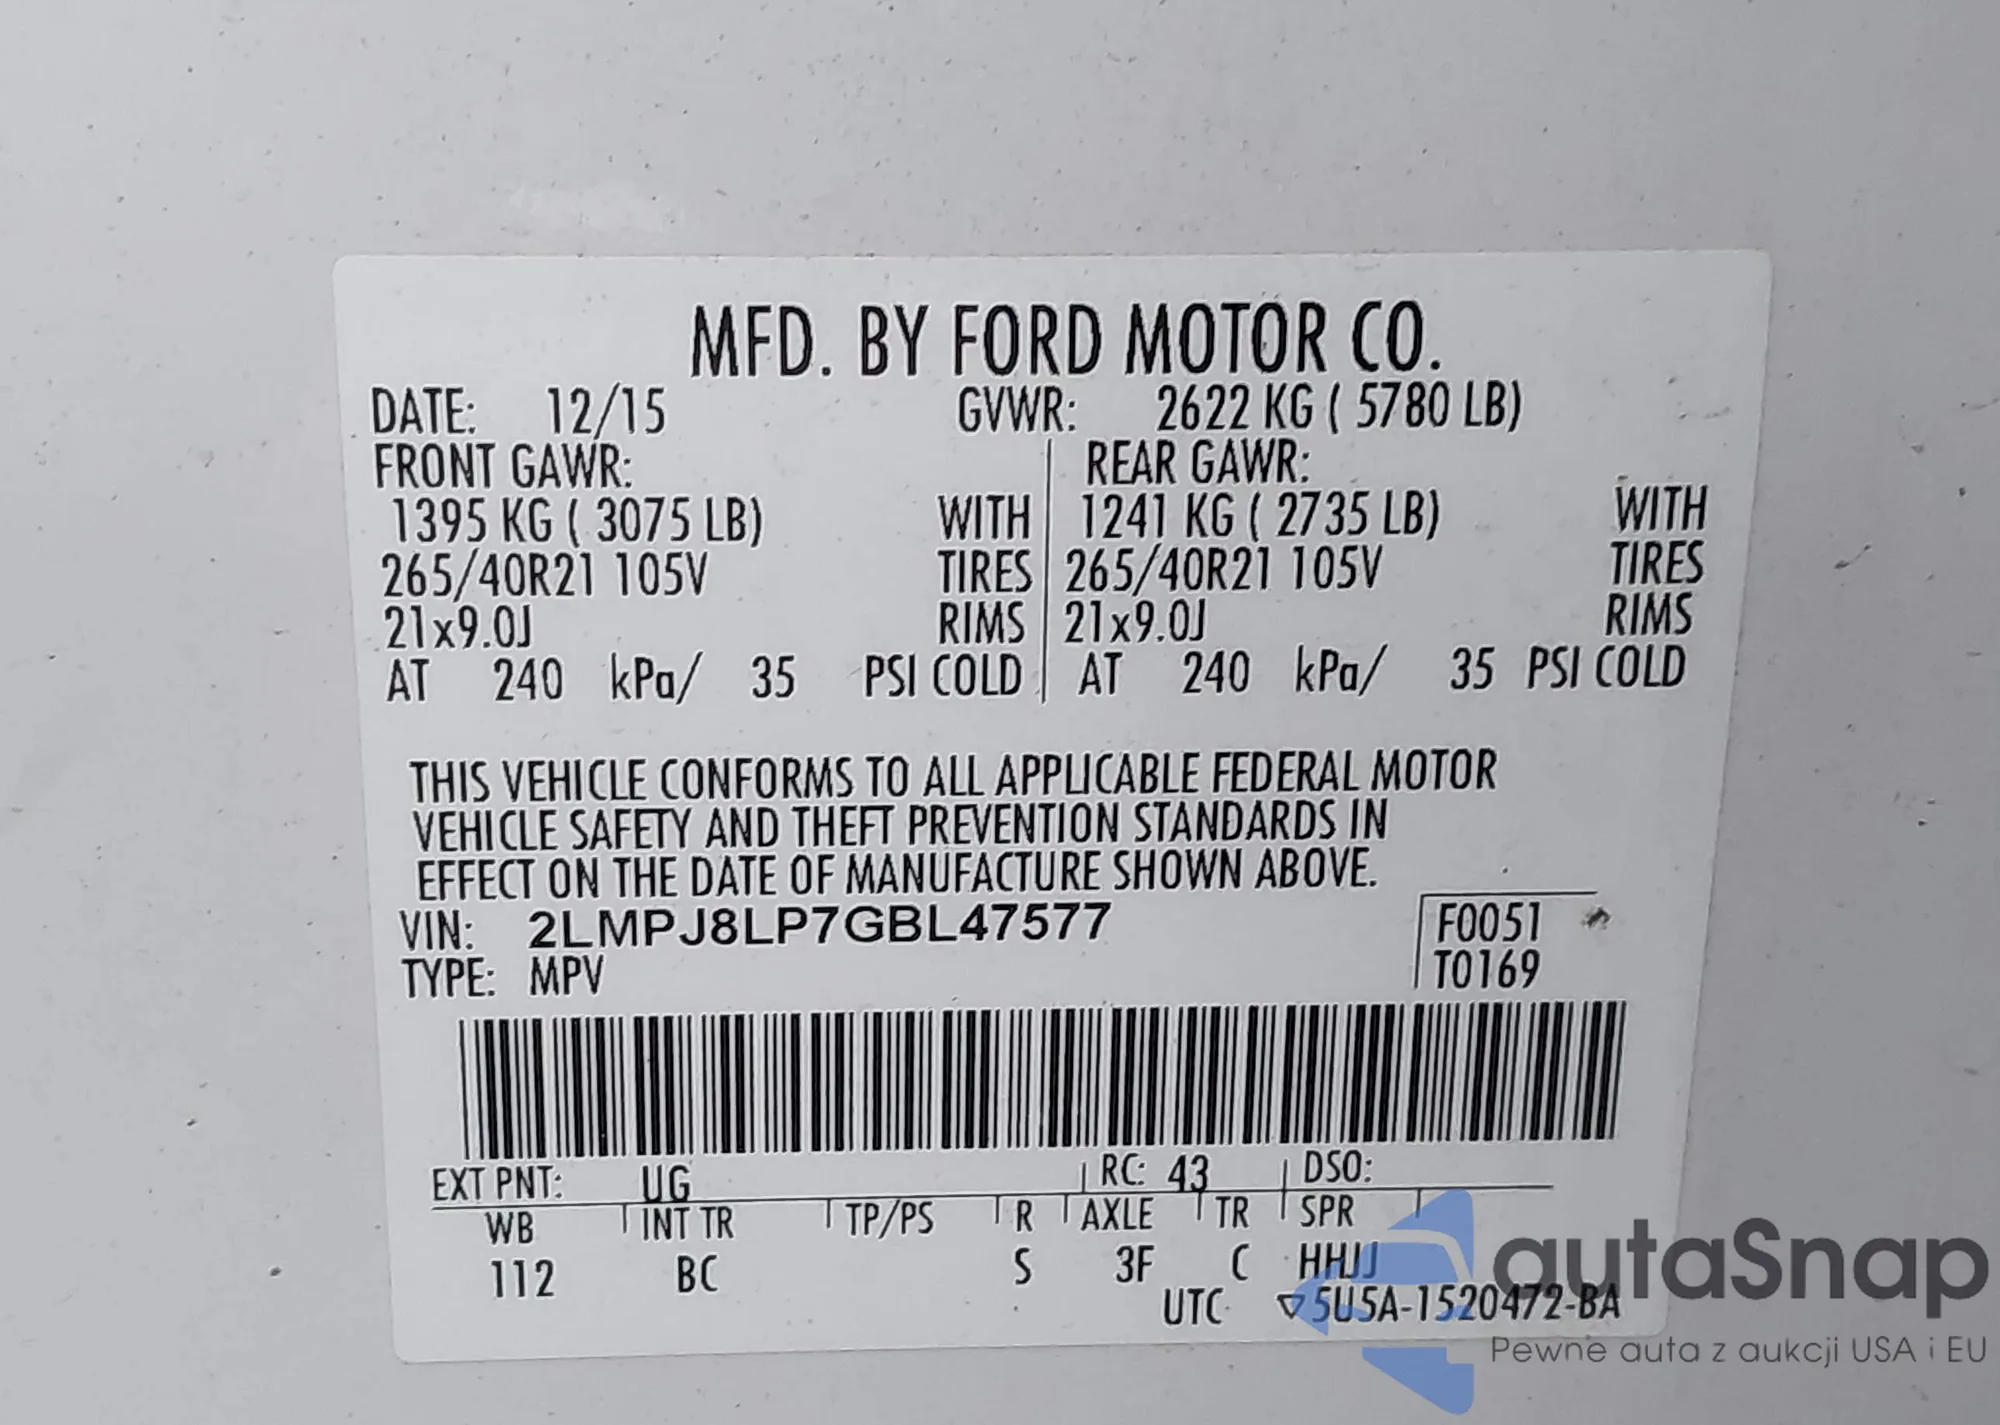 MFD. BY FORD MOTOR CO.
DATE: 12/15 GVWR: 2622 KG ( 5780 LB)
FRONT GAWR: REAR GAWR:
1395 KG ( 3075 LB) WITH 1241 KG ( 2735 LB) WITH
265/40R21 105V TIRES 265/40R21 105V TIRES
21x9.0J RIMS 21x9.0J RIMS
AT 240 kPa/ 35 PSI COLD AT 240 kPa/ 35 PSI COLD
THIS VEHICLE CONFORMS TO ALL APPLICABLE FEDERAL MOTOR
VEHICLE SAFETY AND THEFT PREVENTION STANDARDS IN
EFFECT ON THE DATE OF MANUFACTURE SHOWN ABOVE.
VIN: 2LMPJ8LP7GBL47577 F0051
TYPE: MPV T0169
EXT PNT: UG RC: 43 DSO:
WB INT TR TP/PS R AXLE TR SPR
112 BC S 3F C HHJJ
UTC ▽5U5A-1520472-BA
autaSnap
Pewne auta z aukcji USA i EU